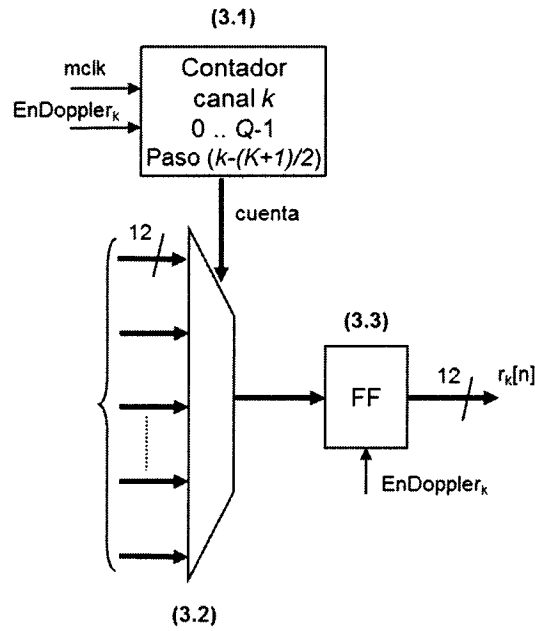 (3.1)
mclk
EnDoppler_k
Contador
canal k
0 .. Q-1
Paso (k-(K+1)/2)
cuenta
12
(3.3)
FF
12
r_k[n]
EnDoppler_k
(3.2)